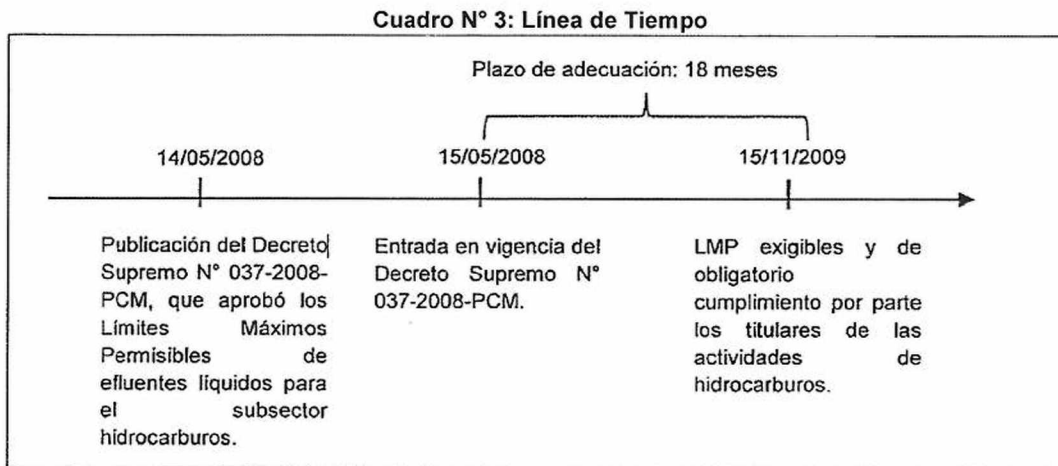 Cuadro N° 3: Línea de Tiempo
Plazo de adecuación: 18 meses
14/05/2008
15/05/2008
15/11/2009
Publicación del Decreto
Supremo N° 037-2008-
PCM, que aprobó los
Límites Máximos
Permisibles de
efluentes líquidos para
el subsector
hidrocarburos.
Entrada en vigencia del
Decreto Supremo N°
037-2008-PCM.
LMP exigibles y de
obligatorio
cumplimiento por parte
los titulares de las
actividades de
hidrocarburos.